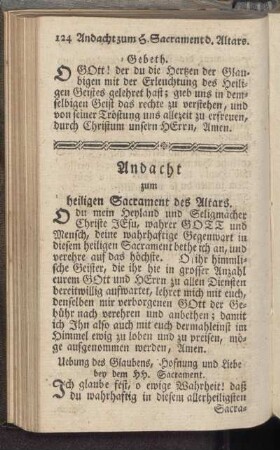 124 Andacht zum H. Sacrament d. Altars.
Gebeth.
O GOtt! der du die Hertzen der Glau-
bigen mit der Erleuchtung des Heili-
gen Geistes gelehret hast; gieb uns in dem-
selbigen Geist das rechte zu verstehen, und
von seiner Tröstung uns allezeit zu erfreuen,
durch Christum unsern HErrn, Amen.
Andacht
zum
heiligen Sacrament des Altars.
O du mein Heyland und Seligmacher
Christe JEsu, wahrer GOTT und
Mensch, deine wahrhaftige Gegenwart in
diesem heiligen Sacrament bethe ich an, und
verehre auf das höchste. O ihr himmli-
sche Geister, die ihr hie in grosser Anzahl
eurem GOtt und HErrn zu allen Diensten
bereitwillig aufwartet, lehret mich mit euch,
denselben mir verborgenen GOtt der Ge-
bühr nach verehren und anbethen; damit
ich Jhn also auch mit euch dermahleinst im
Himmel ewig zu loben und zu preisen, mö-
ge aufgenommen werden, Amen.
Uebung des Glaubens, Hofnung und Liebe
bey dem HH. Sacrament.
Jch glaube fest, o ewige Wahrheit! daß
du wahrhaftig in diesem allerheiligsten
Sacra-